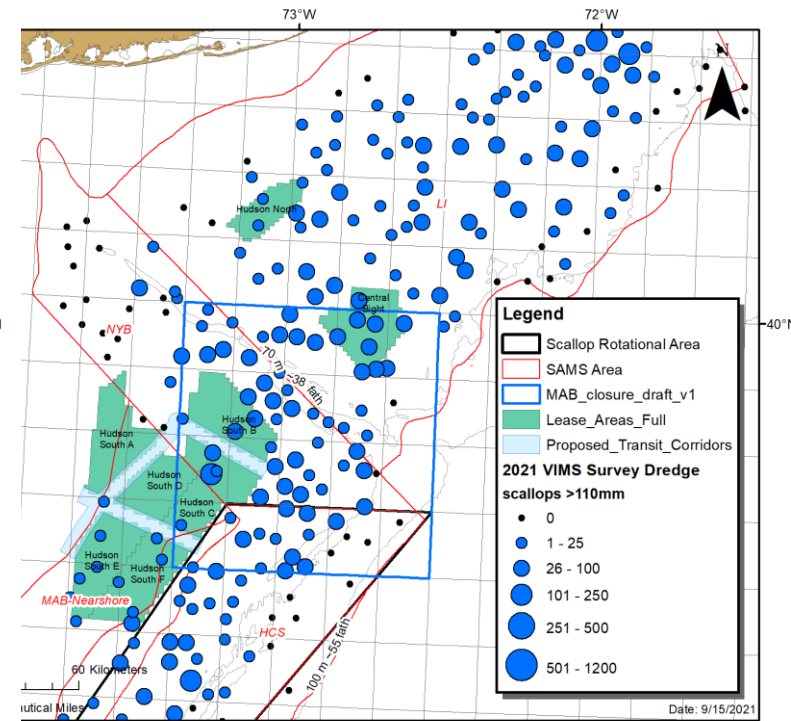 73°W
72°W
N
Hudson North
LI
Central
Bight
NYB
40°N
70 m ~38 fath
Hudson
South A
Hudson
South B
Hudson
South D
Hudson
South C
Hudson
South E
Hudson
South F
MAB-Nearshore
HCS
100 m ~55 fath
60 Kilometers
autical Miles
Legend
Scallop Rotational Area
SAMS Area
MAB_closure_draft_v1
Lease_Areas_Full
Proposed_Transit_Corridors
2021 VIMS Survey Dredge
scallops >110mm
0
1 - 25
26 - 100
101 - 250
251 - 500
501 - 1200
Date: 9/15/2021